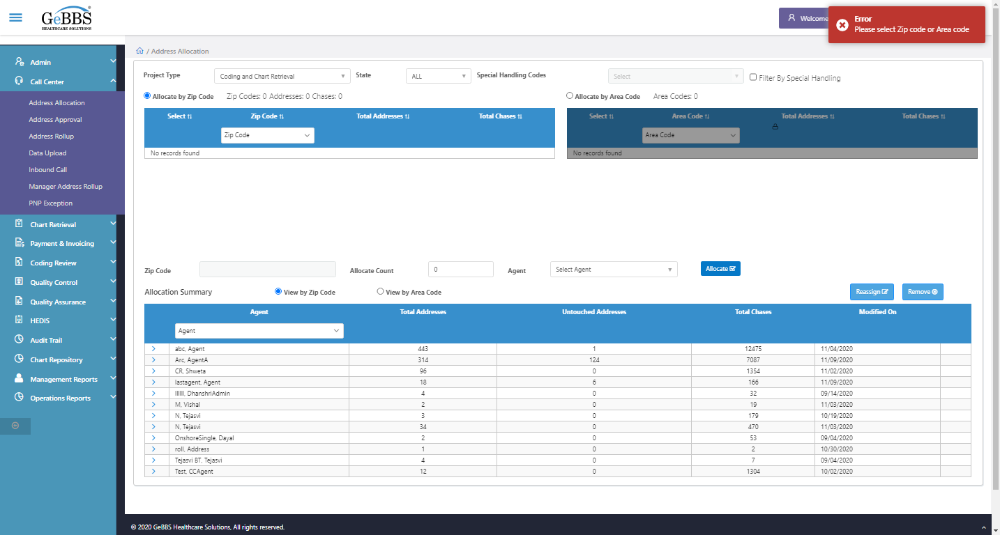 GeBBS
HEALTHCARE SOLUTIONS
Welcome
Error
Please select Zip code or Area code
Admin
Call Center
Address Allocation
Address Approval
Address Rollup
Data Upload
Inbound Call
Manager Address Rollup
PNP Exception
Chart Retrieval
Payment & Invoicing
Coding Review
Quality Control
Quality Assurance
HEDIS
Audit Trail
Chart Repository
Management Reports
Operations Reports
/ Address Allocation
Project Type Coding and Chart Retrieval State ALL Special Handling Codes Select Filter By Special Handling
Allocate by Zip Code Zip Codes: 0 Addresses: 0 Chases: 0
Select Zip Code Total Addresses Total Chases
Zip Code
No records found
Allocate by Area Code Area Codes: 0
Select Area Code Total Addresses Total Chases
Area Code
No records found
Zip Code Allocate Count 0 Agent Select Agent Allocate
Allocation Summary View by Zip Code View by Area Code Reassign Remove
Agent Total Addresses Untouched Addresses Total Chases Modified On
Agent
abc, Agent 443 1 12475 11/04/2020
Arc, AgentA 314 124 7087 11/09/2020
CR, Shweta 96 0 1354 11/02/2020
lastagent, Agent 18 6 166 11/09/2020
DhanshriAdmin 4 0 32 09/14/2020
M, Vishal 2 0 19 11/03/2020
N, Tejasvi 3 0 179 10/19/2020
N, Tejasvi 34 0 470 11/03/2020
OnshoreSingle, Dayal 2 0 53 09/04/2020
roll, Address 1 0 2 10/30/2020
Tejasvi BT, Tejasvi 4 0 7 09/04/2020
Test, CCAgent 12 0 1304 10/02/2020
© 2020 GeBBS Healthcare Solutions, All rights reserved.